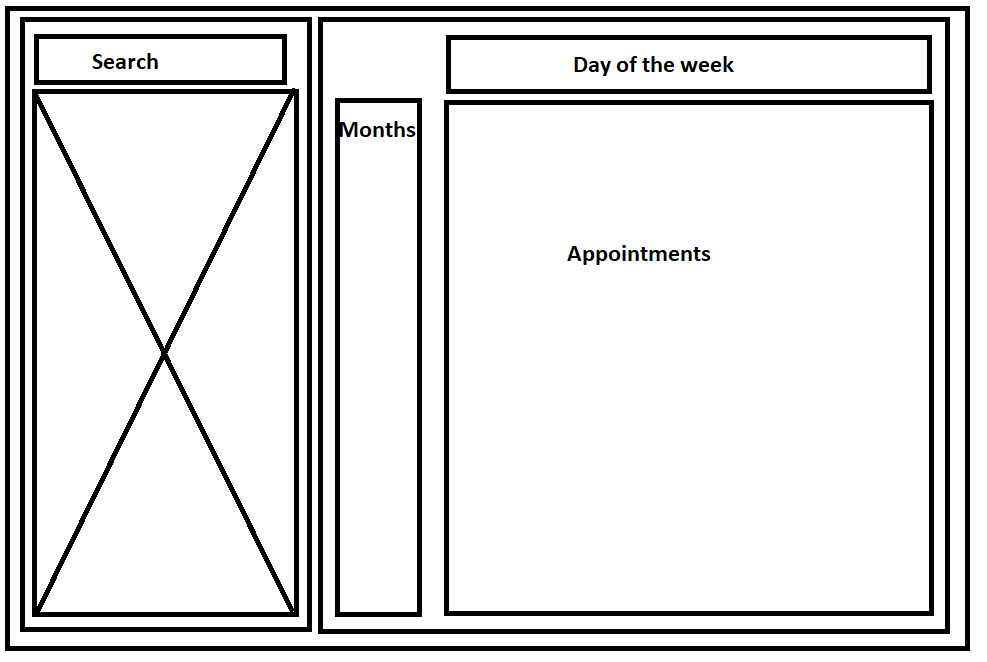 Search
Day of the week
Months
Appointments